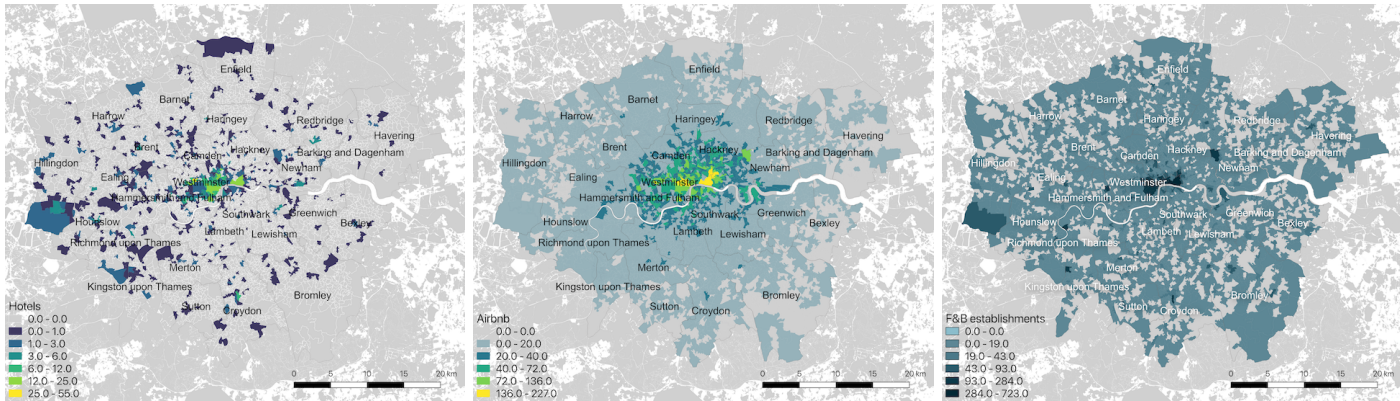 Enfield
Barnet
Harrow
Haringey
Redbridge
Havering
Brent
Hackney
Camden
Barking and Dagenham
Hillingdon
Newham
Ealing
Westminster
Hammersmith and Fulham
Hounslow
Southwark
Greenwich
Bexley
Lambeth
Lewisham
Richmond upon Thames
Merton
Kingston upon Thames
Bromley
Sutton
Croydon
Hotels
0.0 - 0.0
0.0 - 1.0
1.0 - 3.0
3.0 - 6.0
6.0 - 12.0
12.0 - 25.0
25.0 - 55.0
0 5 10 15 20 km
Enfield
Barnet
Harrow
Haringey
Redbridge
Havering
Brent
Hackney
Camden
Barking and Dagenham
Hillingdon
Newham
Ealing
Westminster
Hammersmith and Fulham
Hounslow
Southwark
Greenwich
Bexley
Lambeth
Lewisham
Richmond upon Thames
Merton
Kingston upon Thames
Bromley
Sutton
Croydon
Airbnb
0.0 - 0.0
0.0 - 20.0
20.0 - 40.0
40.0 - 72.0
72.0 - 136.0
136.0 - 227.0
0 5 10 15 20 km
Enfield
Barnet
Harrow
Haringey
Redbridge
Havering
Brent
Hackney
Camden
Barking and Dagenham
Hillingdon
Newham
Ealing
Westminster
Hammersmith and Fulham
Hounslow
Southwark
Greenwich
Bexley
Lambeth
Lewisham
Richmond upon Thames
Merton
Kingston upon Thames
Bromley
Sutton
Croydon
F&B establishments
0.0 - 0.0
0.0 - 19.0
19.0 - 43.0
43.0 - 93.0
93.0 - 284.0
284.0 - 723.0
0 5 10 15 20 km